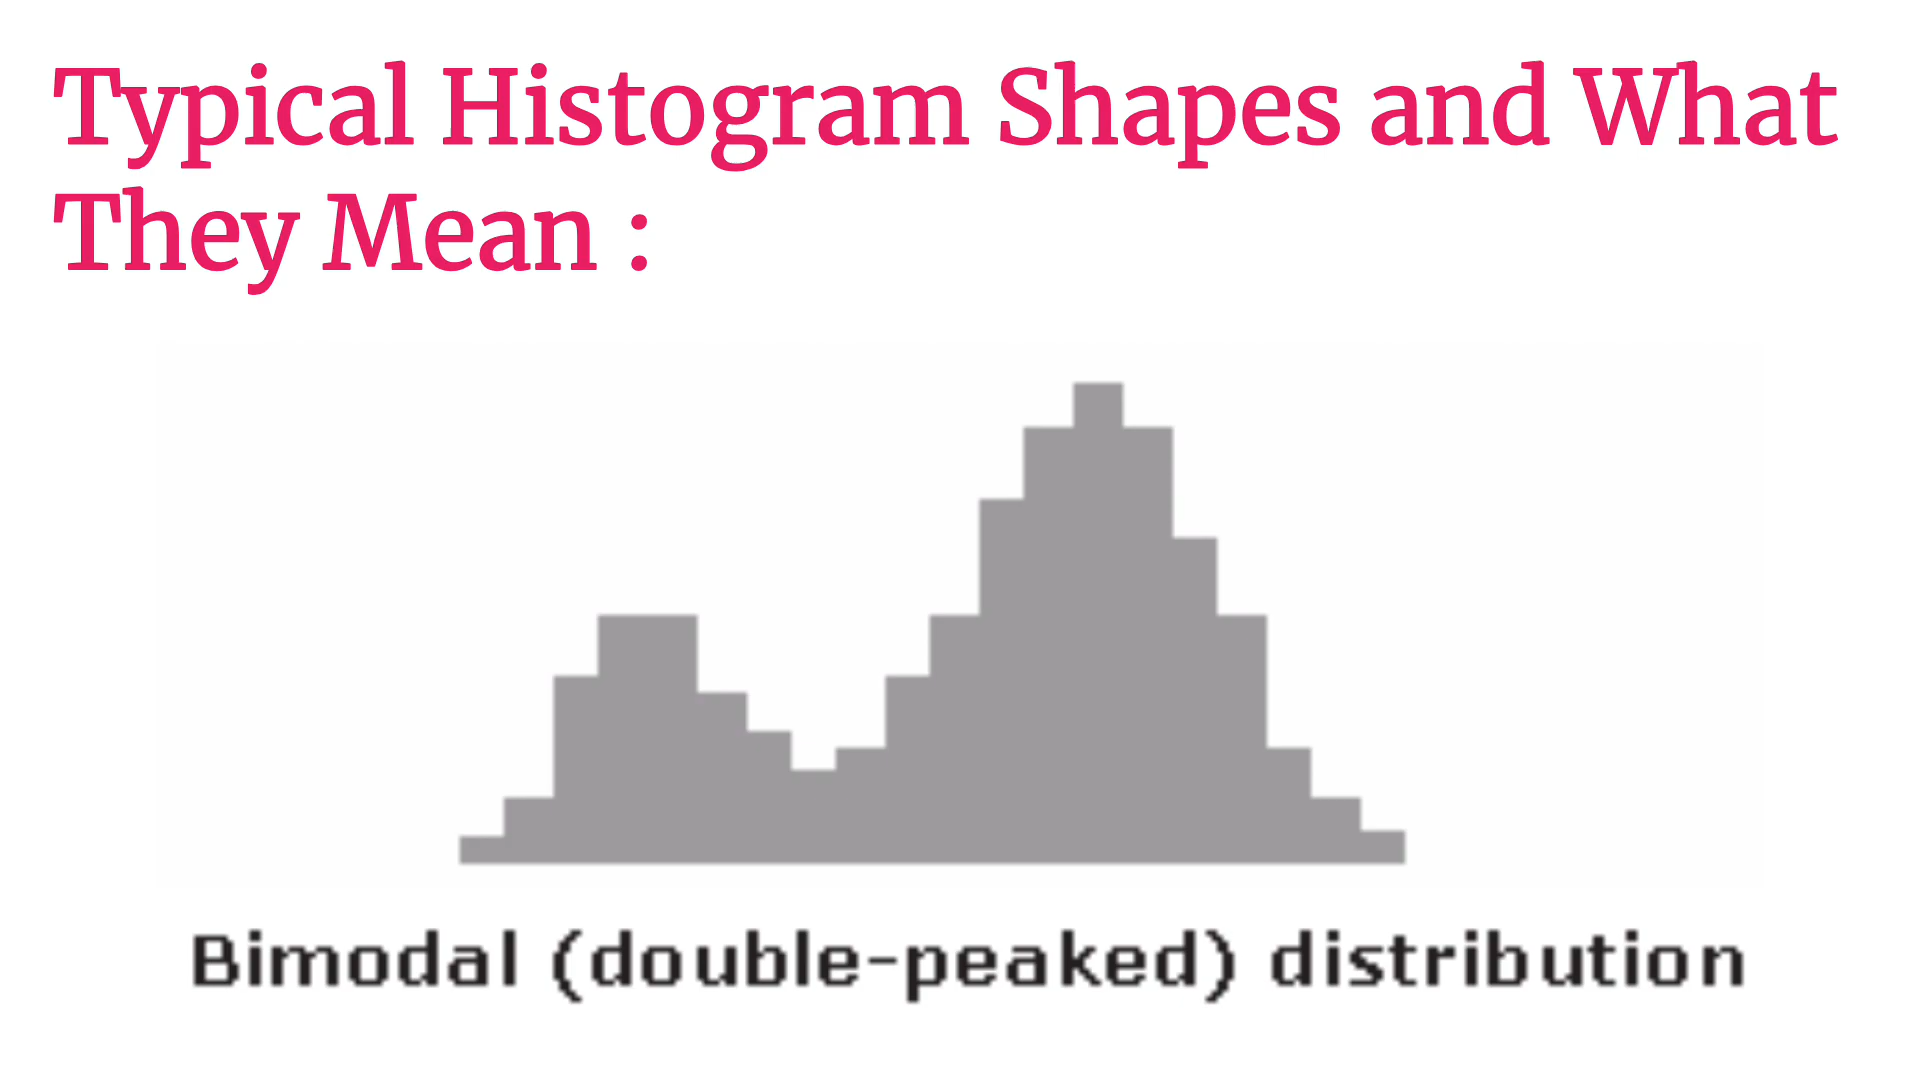 Typical Histogram Shapes and What
They Mean :
Bimodal (double-peaked) distribution